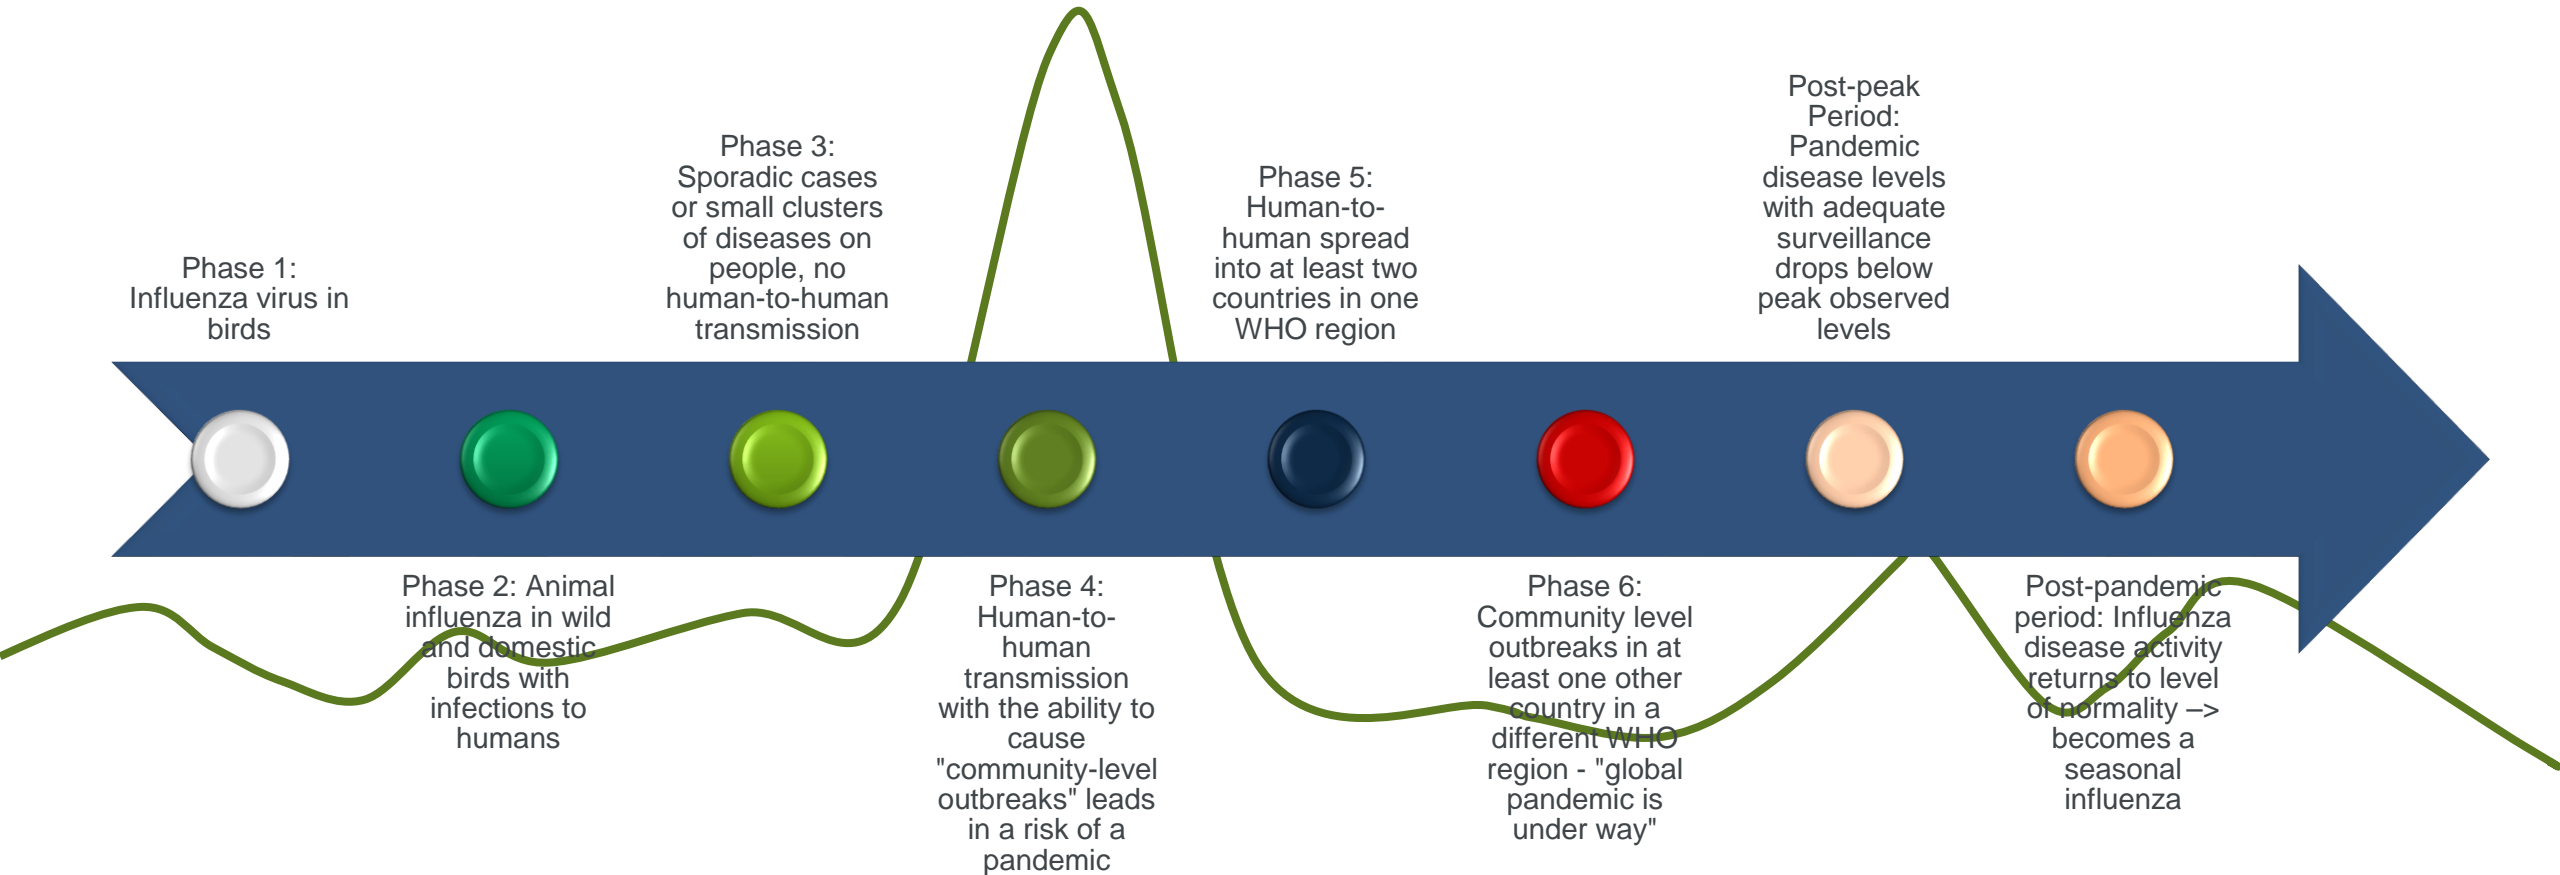 Phase 1:
Influenza virus in
birds
Phase 2: Animal
influenza in wild
and domestic
birds with
infections to
humans
Phase 3:
Sporadic cases
or small clusters
of diseases on
people, no
human-to-human
transmission
Phase 4:
Human-to-
human
transmission
with the ability to
cause
"community-level
outbreaks" leads
in a risk of a
pandemic
Phase 5:
Human-to-
human spread
into at least two
countries in one
WHO region
Phase 6:
Community level
outbreaks in at
least one other
country in a
different WHO
region - "global
pandemic is
under way"
Post-peak
Period:
Pandemic
disease levels
with adequate
surveillance
drops below
peak observed
levels
Post-pandemic
period: Influenza
disease activity
returns to level
of normality –>
becomes a
seasonal
influenza